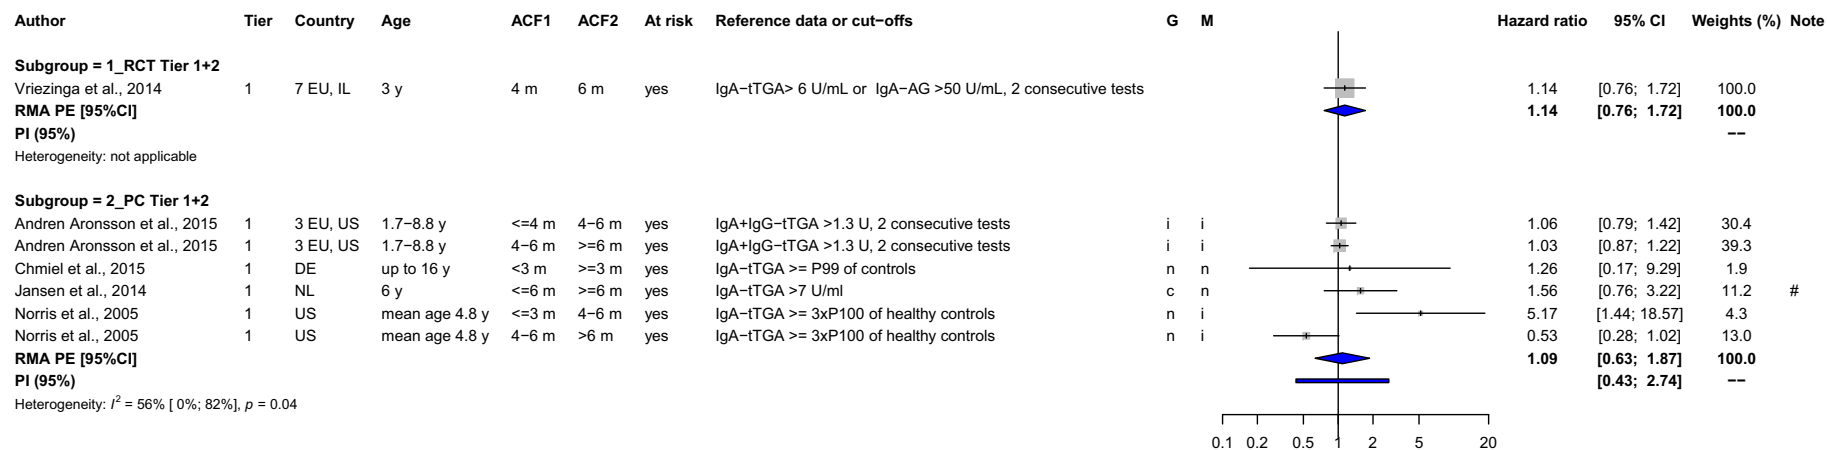 Author Tier Country Age ACF1 ACF2 At risk Reference data or cut−offs G M Hazard ratio 95% CI Weights (%) Note
Subgroup = 1_RCT Tier 1+2
Vriezinga et al., 2014 1 7 EU, IL 3 y 4 m 6 m yes IgA−tTGA> 6 U/mL or IgA−AG >50 U/mL, 2 consecutive tests 1.14 [0.76; 1.72] 100.0
RMA PE [95%CI] 1.14 [0.76; 1.72] 100.0
PI (95%) −−
Heterogeneity: not applicable
Subgroup = 2_PC Tier 1+2
Andren Aronsson et al., 2015 1 3 EU, US 1.7−8.8 y <=4 m 4−6 m yes IgA+IgG−tTGA >1.3 U, 2 consecutive tests i i 1.06 [0.79; 1.42] 30.4
Andren Aronsson et al., 2015 1 3 EU, US 1.7−8.8 y 4−6 m >=6 m yes IgA+IgG−tTGA >1.3 U, 2 consecutive tests i i 1.03 [0.87; 1.22] 39.3
Chmiel et al., 2015 1 DE up to 16 y <3 m >=3 m yes IgA−tTGA >= P99 of controls n n 1.26 [0.17; 9.29] 1.9
Jansen et al., 2014 1 NL 6 y <=6 m >=6 m yes IgA−tTGA >7 U/ml c n 1.56 [0.76; 3.22] 11.2 #
Norris et al., 2005 1 US mean age 4.8 y <=3 m 4−6 m yes IgA−tTGA >= 3xP100 of healthy controls n i 5.17 [1.44; 18.57] 4.3
Norris et al., 2005 1 US mean age 4.8 y 4−6 m >6 m yes IgA−tTGA >= 3xP100 of healthy controls n i 0.53 [0.28; 1.02] 13.0
RMA PE [95%CI] 1.09 [0.63; 1.87] 100.0
PI (95%) [0.43; 2.74] −−
Heterogeneity: I² = 56% [ 0%; 82%], p = 0.04
0.1 0.2 0.5 1 2 5 20